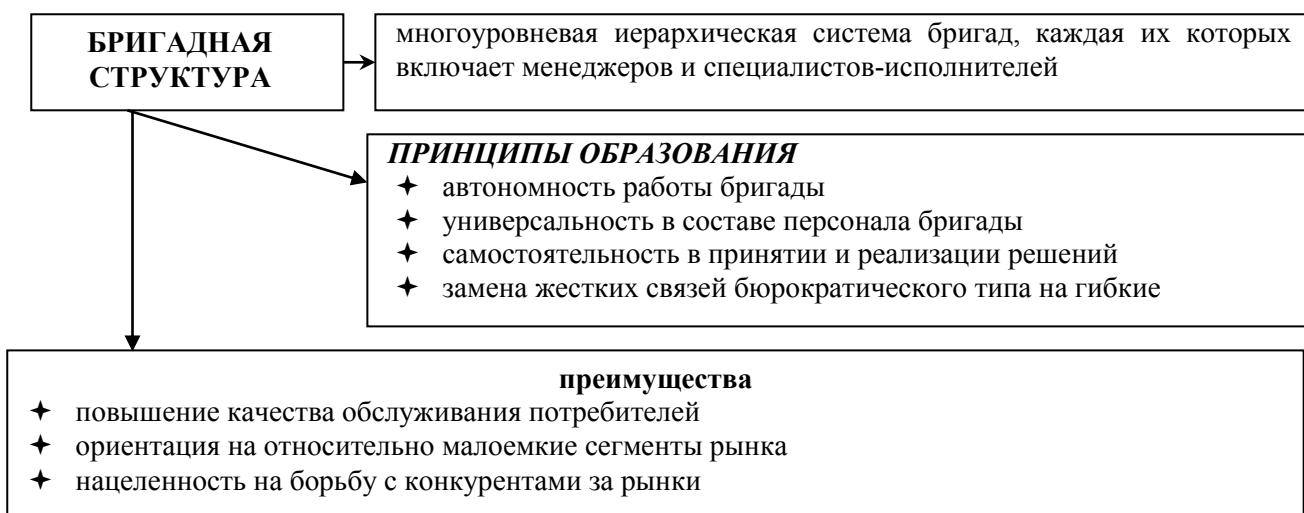 БРИГАДНАЯ
СТРУКТУРА
многоуровневая иерархическая система бригад, каждая их которых
включает менеджеров и специалистов-исполнителей
ПРИНЦИПЫ ОБРАЗОВАНИЯ
автономность работы бригады
универсальность в составе персонала бригады
самостоятельность в принятии и реализации решений
замена жестких связей бюрократического типа на гибкие
преимущества
повышение качества обслуживания потребителей
ориентация на относительно малоемкие сегменты рынка
нацеленность на борьбу с конкурентами за рынки